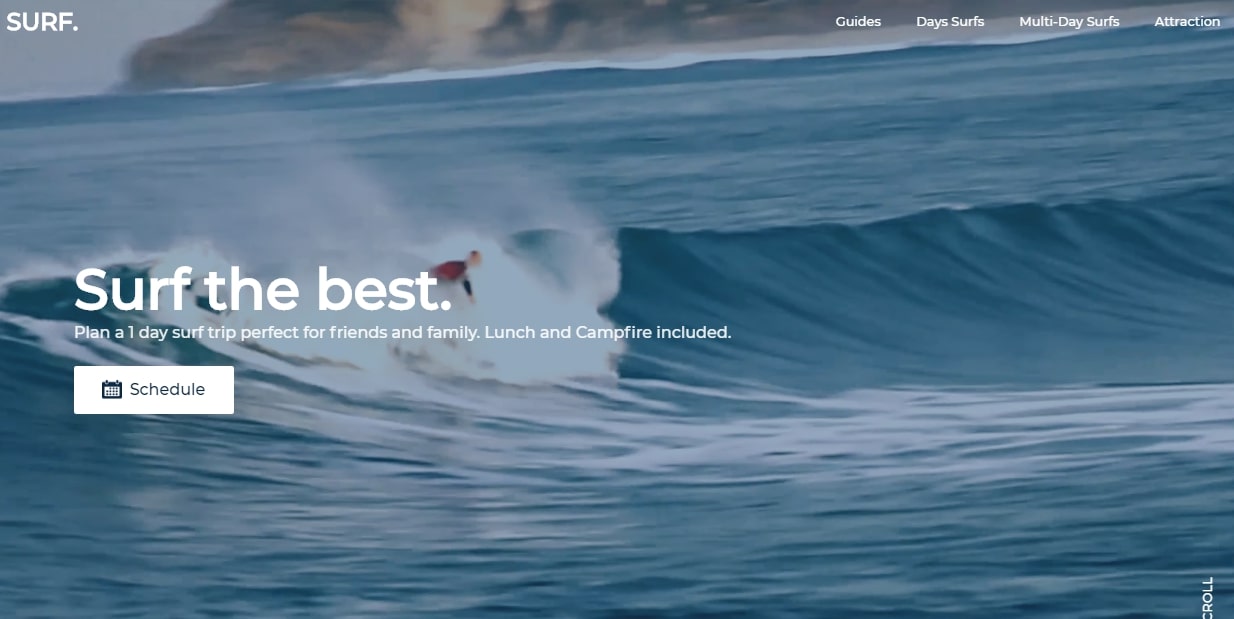 SURF.
Guides Days Surfs Multi-Day Surfs Attraction
Surf the best.
Plan a 1 day surf trip perfect for friends and family. Lunch and Campfire included.
Schedule
CROLL